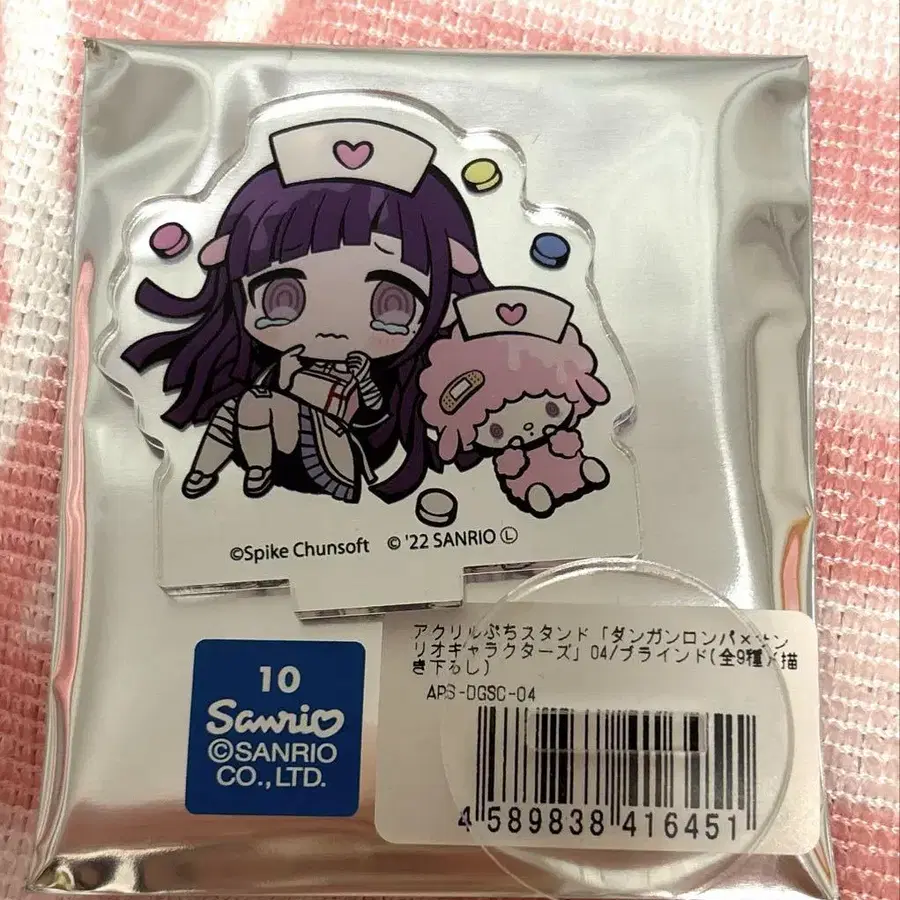 ©Spike Chunsoft © '22 SANRIO Ⓛ
10
Sanrio
©SANRIO
CO.,LTD.
アクリルぷちスタンド「ダンガンロンパ×サン
リオキャラクターズ」04/ブラインド(全9種)(描
き下ろし)
APS-DGSC-04
4 589838 416451